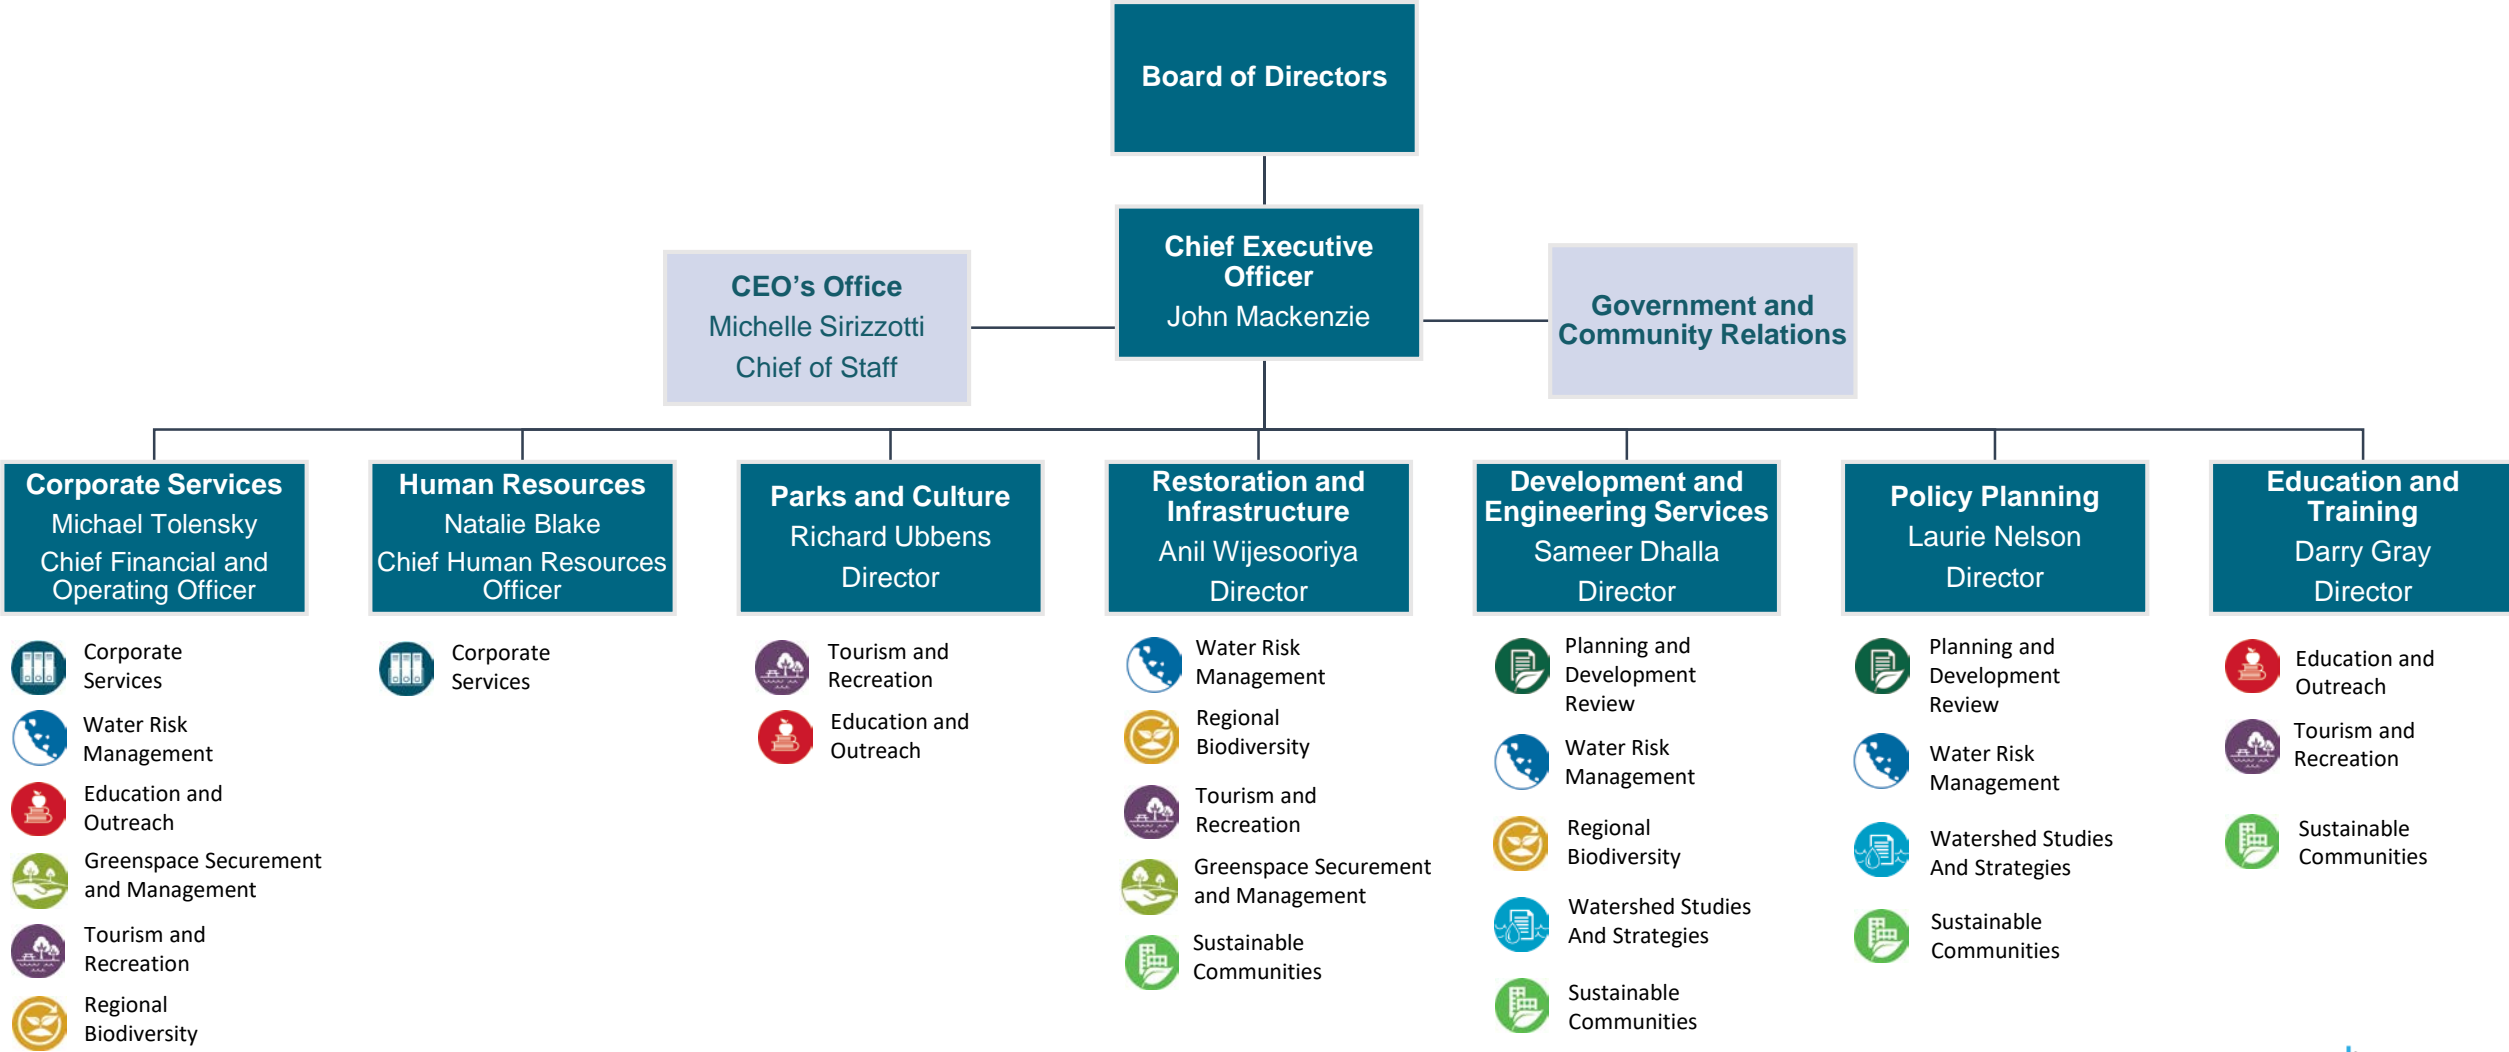 Board of Directors
Chief Executive
Officer
John Mackenzie
CEO’s Office
Michelle Sirizzotti
Chief of Staff
Government and
Community Relations
Corporate Services
Michael Tolensky
Chief Financial and
Operating Officer
Human Resources
Natalie Blake
Chief Human Resources
Officer
Parks and Culture
Richard Ubbens
Director
Restoration and
Infrastructure
Anil Wijesooriya
Director
Development and
Engineering Services
Sameer Dhalla
Director
Policy Planning
Laurie Nelson
Director
Education and
Training
Darry Gray
Director
Corporate
Services
Water Risk
Management
Education and
Outreach
Greenspace Securement
and Management
Tourism and
Recreation
Regional
Biodiversity
Corporate
Services
Tourism and
Recreation
Education and
Outreach
Water Risk
Management
Regional
Biodiversity
Tourism and
Recreation
Greenspace Securement
and Management
Sustainable
Communities
Planning and
Development
Review
Water Risk
Management
Regional
Biodiversity
Watershed Studies
And Strategies
Sustainable
Communities
Planning and
Development
Review
Water Risk
Management
Watershed Studies
And Strategies
Sustainable
Communities
Education and
Outreach
Tourism and
Recreation
Sustainable
Communities